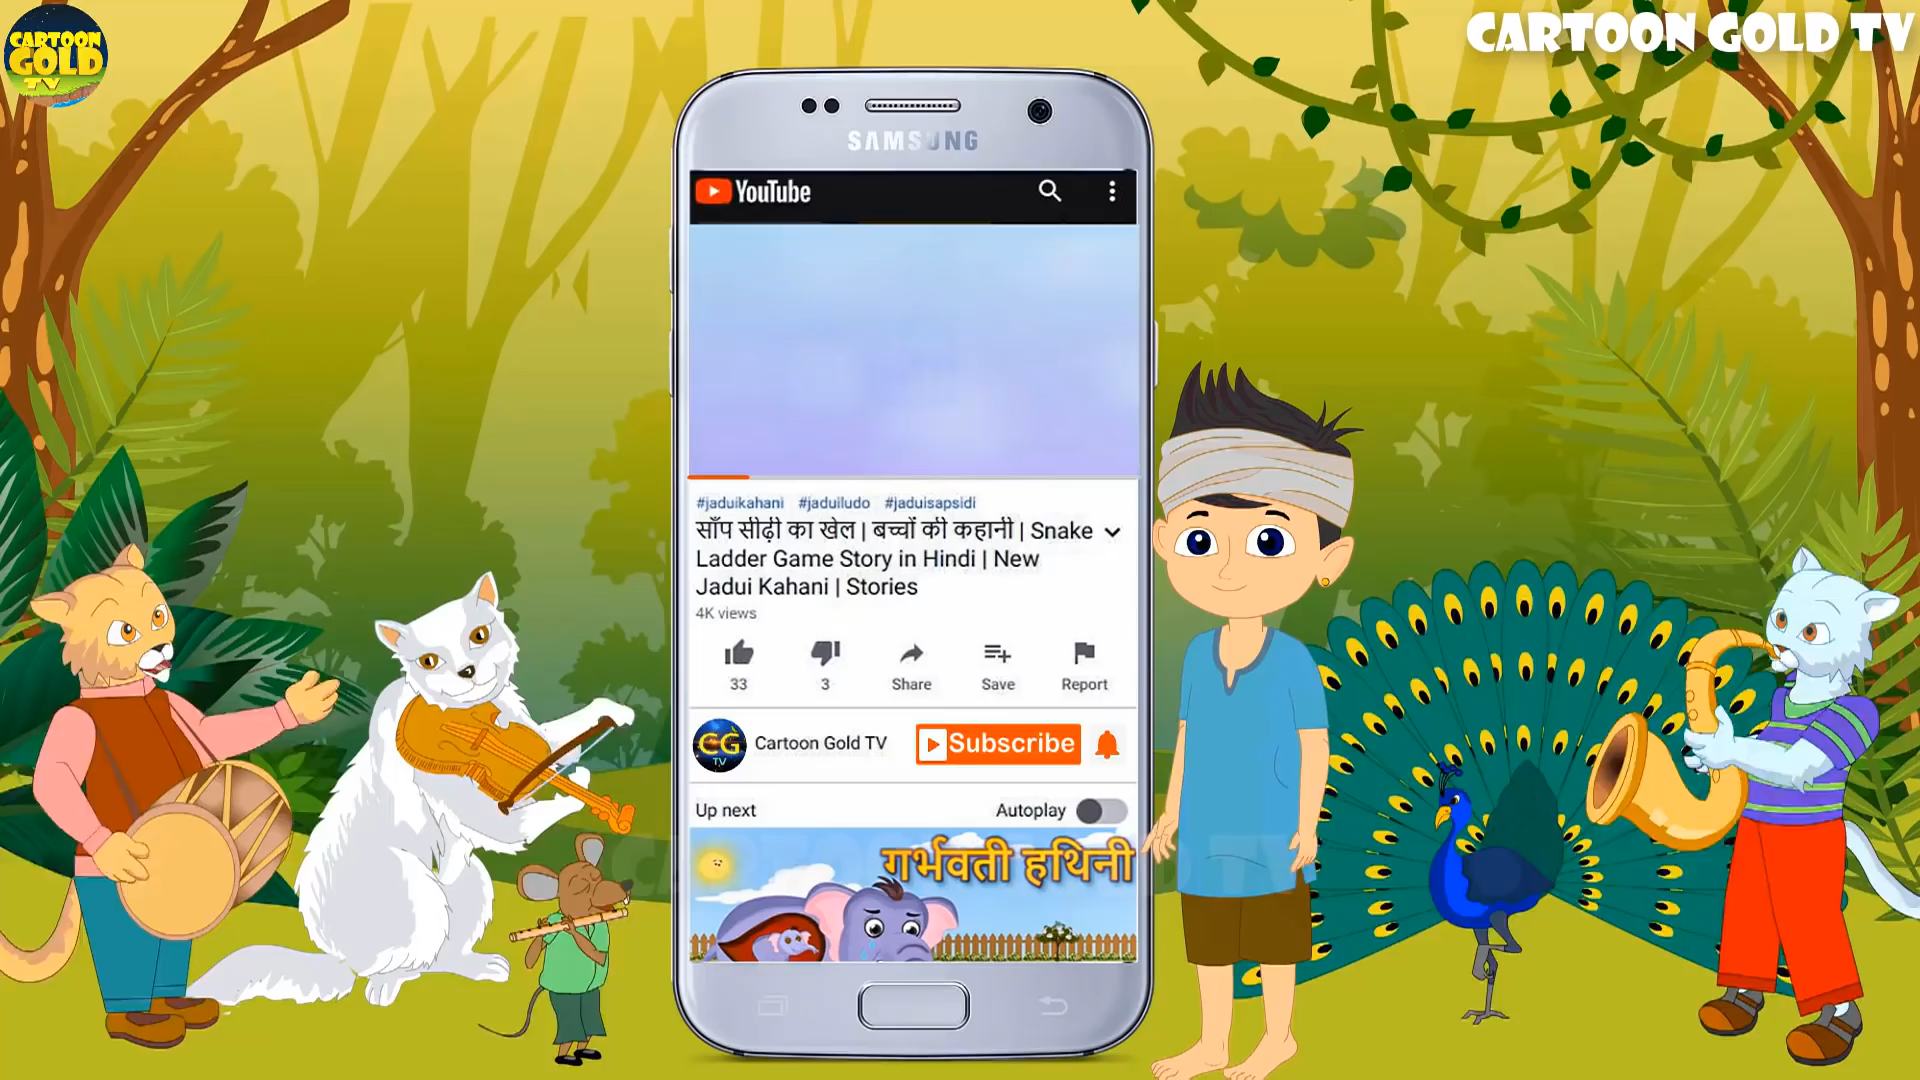 CARTOON
GOLD
TV
CARTOON GOLD TV
SAMSUNG
YouTube
#jaduikahani #jaduiludo #jaduisapsidi
साँप सीढ़ी का खेल | बच्चों की कहानी | Snake
Ladder Game Story in Hindi | New
Jadui Kahani | Stories
4K views
33
3
Share
Save
Report
CG
TV
Cartoon Gold TV
Subscribe
Up next
Autoplay
गर्भवती हथिनी